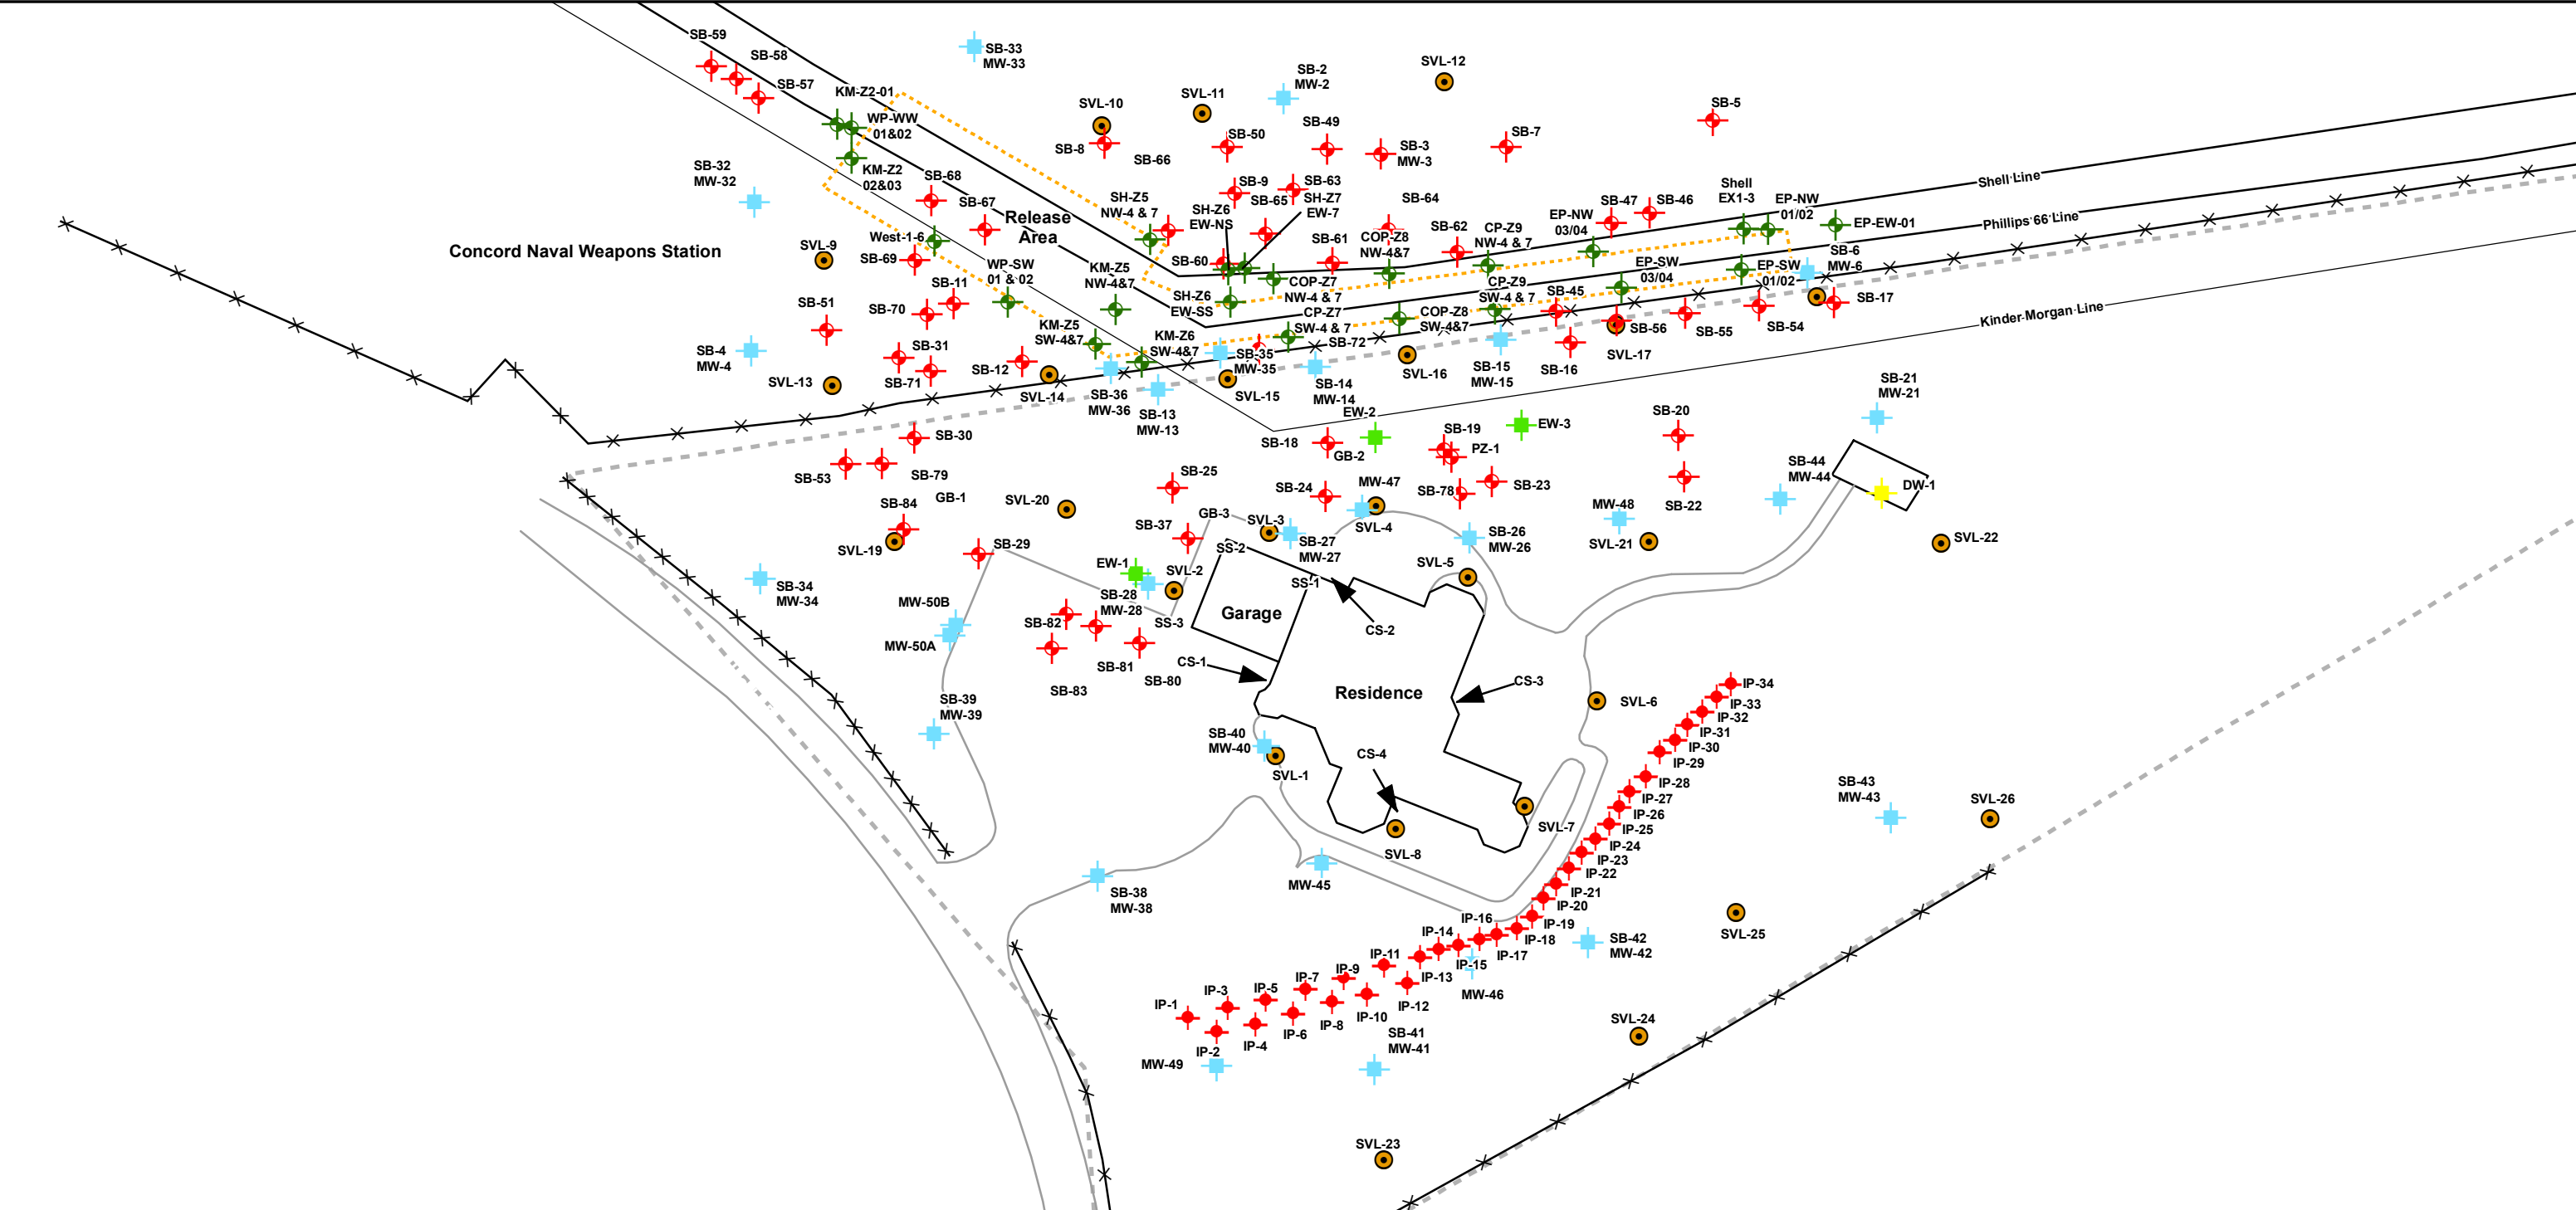 SB-59
SB-58
SB-57
SB-33
MW-33
KM-Z2-01
WP-WW
01&02
KM-Z2
02&03
SVL-10
SVL-11
SB-2
MW-2
SVL-12
SB-8
SB-66
SB-50
SB-49
SB-3
MW-3
SB-7
SB-5
SB-32
MW-32
SB-68
SB-67
Release
Area
SH-Z5
NW-4 & 7
SB-9
SB-65
SB-63
SH-Z7
EW-7
SH-Z6
EW-NS
SB-64
SB-47
SB-46
Shell
EX1-3
EP-NW
01/02
EP-EW-01
Shell Line
Phillips 66 Line
Kinder Morgan Line
Concord Naval Weapons Station
SVL-9
West-1-6
SB-69
WP-SW
01 & 02
KM-Z5
NW-4&7
SB-60
SB-61
COP-Z8
NW-4&7
SB-62
CP-Z9
NW-4 & 7
EP-NW
03/04
EP-SW
03/04
EP-SW
01/02
SB-6
MW-6
SB-17
SB-51
SB-70
SB-11
SH-Z6
EW-SS
COP-Z7
NW-4 & 7
CP-Z7
SW-4 & 7
CP-Z9
SW-4 & 7
COP-Z8
SW-4&7
SB-45
SB-56
SB-55
SB-54
SB-4
MW-4
SB-31
SB-71
SB-12
KM-Z5
SW-4&7
KM-Z6
SW-4&7
SB-35
MW-35
SB-72
SVL-13
SVL-14
SB-36
MW-36
SB-13
MW-13
SVL-15
SB-14
MW-14
SVL-16
SB-15
MW-15
SB-16
SVL-17
SB-21
MW-21
SB-30
SB-53
SB-79
GB-1
SB-84
SVL-19
SVL-20
SB-29
SB-25
SB-18
GB-2
EW-2
SB-19
PZ-1
EW-3
SB-20
SB-22
SB-24
MW-47
SVL-4
SB-78
SB-23
MW-48
SVL-21
SB-44
MW-44
DW-1
SVL-22
SB-34
MW-34
SB-37
GB-3
SVL-3
SB-27
MW-27
SB-26
MW-26
SVL-5
EW-1
SVL-2
SB-28
MW-28
SS-2
SS-1
SS-3
Garage
CS-2
MW-50B
MW-50A
SB-82
SB-81
SB-80
SB-83
CS-1
Residence
CS-3
SVL-6
SB-39
MW-39
SB-40
MW-40
SVL-1
CS-4
SVL-8
SVL-7
MW-45
SB-38
MW-38
IP-34
IP-33
IP-32
IP-31
IP-30
IP-29
IP-28
IP-27
IP-26
IP-25
IP-24
IP-23
IP-22
IP-21
IP-20
IP-19
IP-18
IP-17
IP-16
IP-15
IP-14
IP-13
IP-12
IP-11
IP-10
IP-9
IP-8
IP-7
IP-6
IP-5
IP-4
IP-3
IP-2
IP-1
MW-46
SB-42
MW-42
SB-43
MW-43
SVL-26
SVL-25
SVL-24
MW-49
SB-41
MW-41
SVL-23